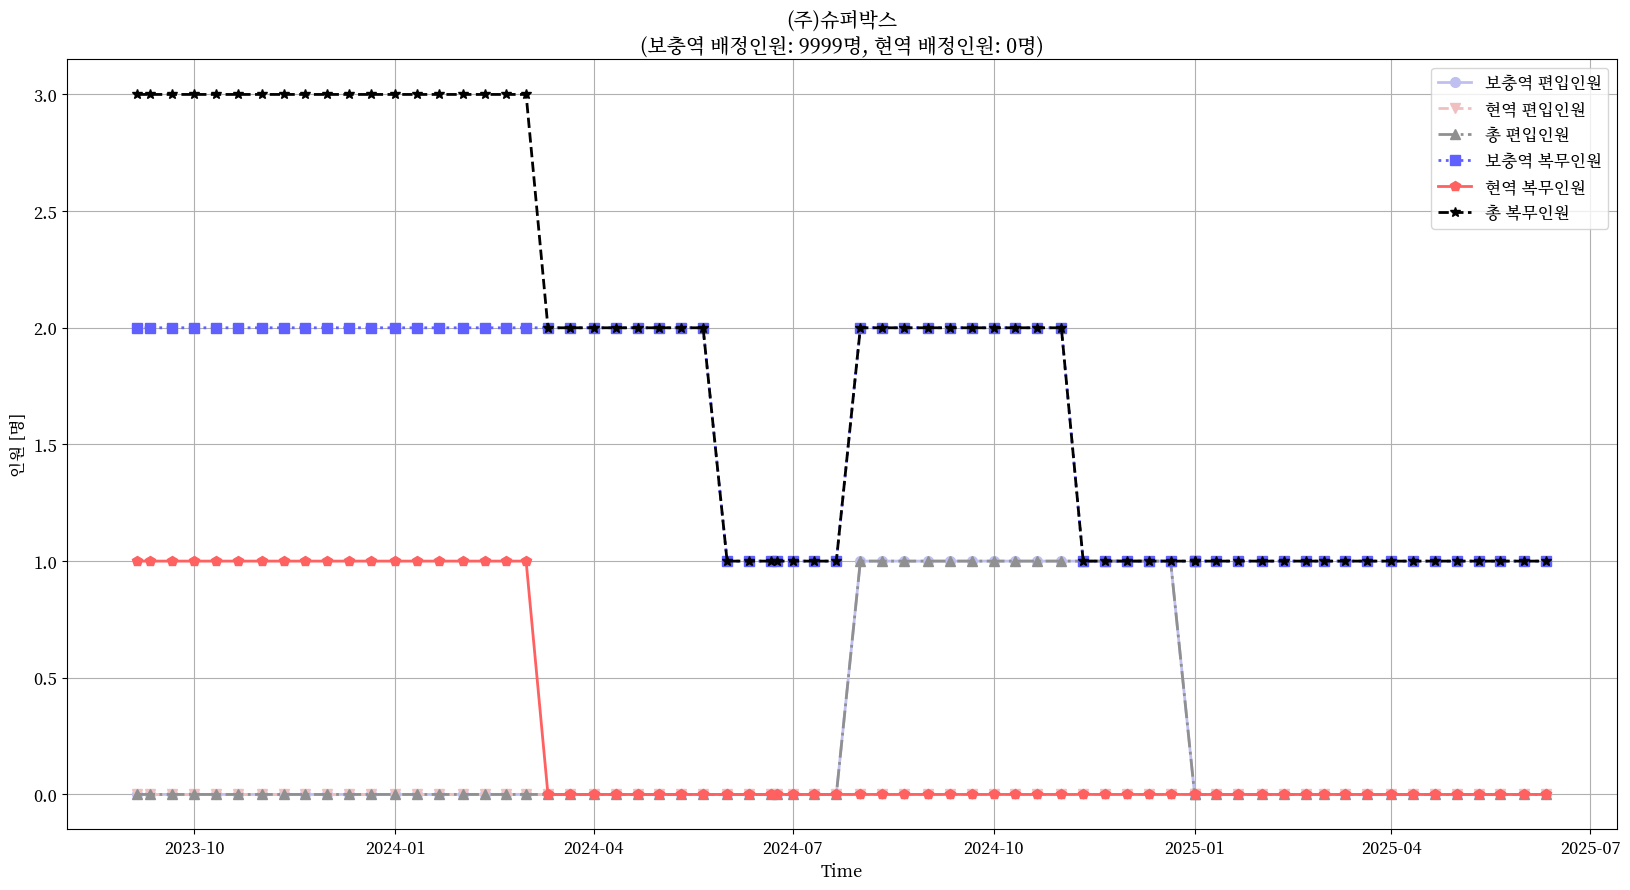 (주)슈퍼박스
(보충역 배정인원: 9999명, 현역 배정인원: 0명)
보충역 편입인원
현역 편입인원
총 편입인원
보충역 복무인원
현역 복무인원
총 복무인원
인원 [명]
3.0
2.5
2.0
1.5
1.0
0.5
0.0
2023-10
2024-01
2024-04
2024-07
2024-10
2025-01
2025-04
2025-07
Time